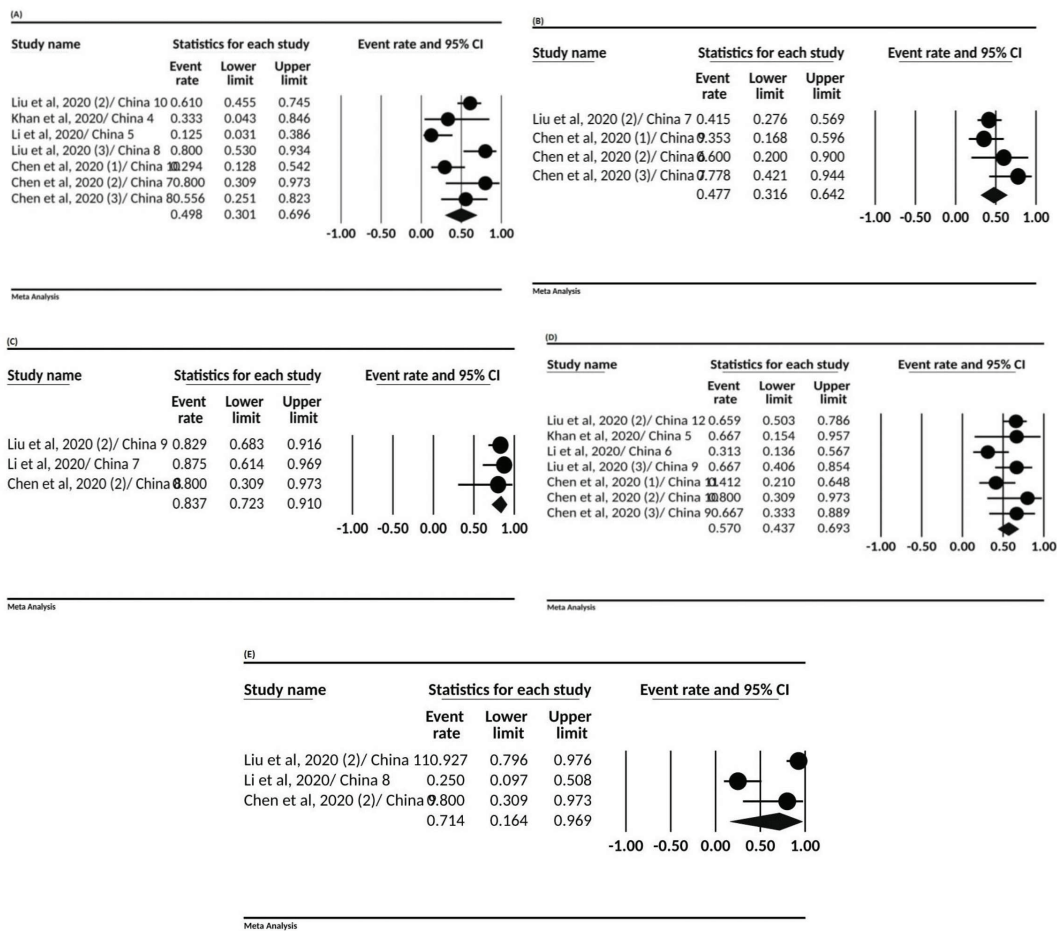 (A)
Study name Statistics for each study Event rate and 95% CI
Event Lower Upper
rate limit limit
Liu et al, 2020 (2)/ China 10 0.610 0.455 0.745
Khan et al, 2020/ China 4 0.333 0.043 0.846
Li et al, 2020/ China 5 0.125 0.031 0.386
Liu et al, 2020 (3)/ China 8 0.800 0.530 0.934
Chen et al, 2020 (1)/ China 10 0.294 0.128 0.542
Chen et al, 2020 (2)/ China 7 0.800 0.309 0.973
Chen et al, 2020 (3)/ China 8 0.556 0.251 0.823
0.498 0.301 0.696
-1.00 -0.50 0.00 0.50 1.00
Meta Analysis
(B)
Study name Statistics for each study Event rate and 95% CI
Event Lower Upper
rate limit limit
Liu et al, 2020 (2)/ China 7 0.415 0.276 0.569
Chen et al, 2020 (1)/ China 9 0.353 0.168 0.596
Chen et al, 2020 (2)/ China 6 0.600 0.200 0.900
Chen et al, 2020 (3)/ China 7 0.778 0.421 0.944
0.477 0.316 0.642
-1.00 -0.50 0.00 0.50 1.00
Meta Analysis
(C)
Study name Statistics for each study Event rate and 95% CI
Event Lower Upper
rate limit limit
Liu et al, 2020 (2)/ China 9 0.829 0.683 0.916
Li et al, 2020/ China 7 0.875 0.614 0.969
Chen et al, 2020 (2)/ China 8 0.800 0.309 0.973
0.837 0.723 0.910
-1.00 -0.50 0.00 0.50 1.00
Meta Analysis
(D)
Study name Statistics for each study Event rate and 95% CI
Event Lower Upper
rate limit limit
Liu et al, 2020 (2)/ China 12 0.659 0.503 0.786
Khan et al, 2020/ China 5 0.667 0.154 0.957
Li et al, 2020/ China 6 0.313 0.136 0.567
Liu et al, 2020 (3)/ China 9 0.667 0.406 0.854
Chen et al, 2020 (1)/ China 11 0.412 0.210 0.648
Chen et al, 2020 (2)/ China 10 0.800 0.309 0.973
Chen et al, 2020 (3)/ China 9 0.667 0.333 0.889
0.570 0.437 0.693
-1.00 -0.50 0.00 0.50 1.00
Meta Analysis
(E)
Study name Statistics for each study Event rate and 95% CI
Event Lower Upper
rate limit limit
Liu et al, 2020 (2)/ China 11 0.927 0.796 0.976
Li et al, 2020/ China 8 0.250 0.097 0.508
Chen et al, 2020 (2)/ China 9 0.800 0.309 0.973
0.714 0.164 0.969
-1.00 -0.50 0.00 0.50 1.00
Meta Analysis